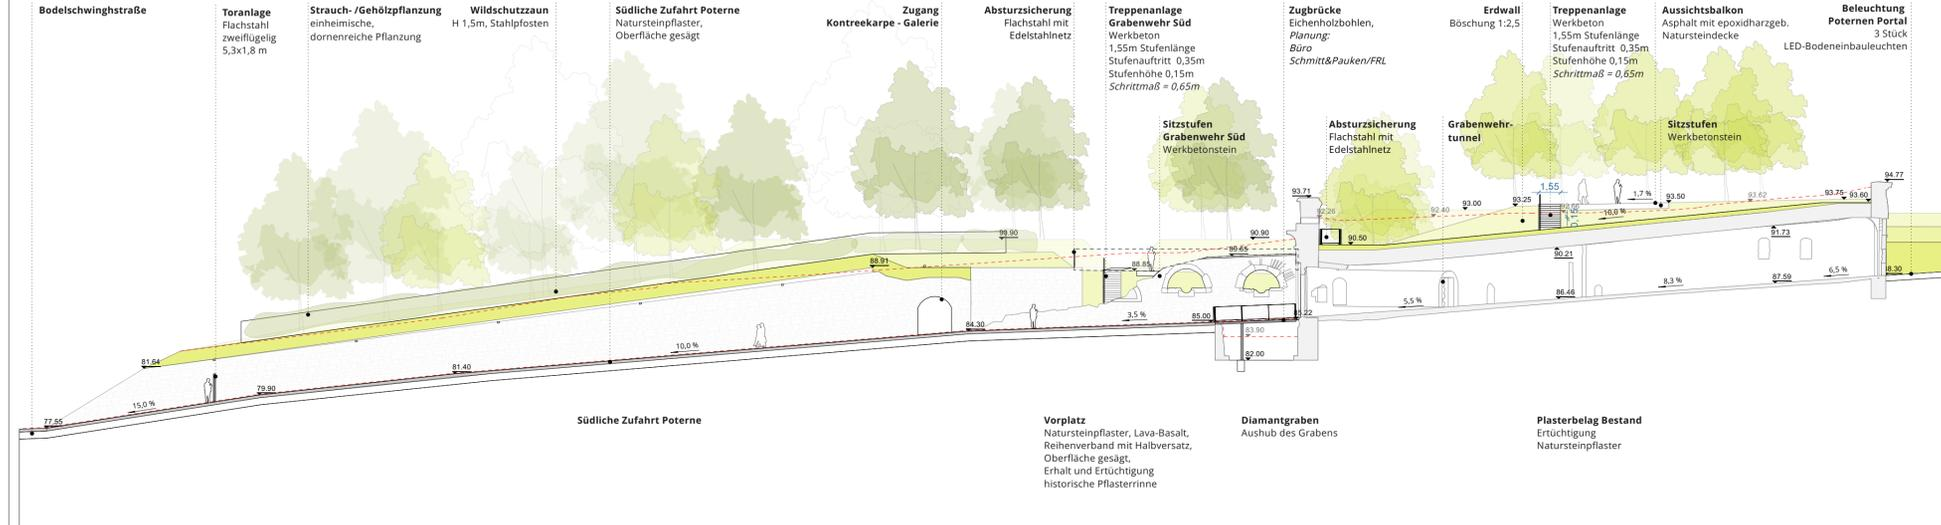 Bodelschwinghstraße
Toranlage
Flachstahl
zweiflügelig
5,3x1,8 m
Strauch- /Gehölzpflanzung
einheimische,
dornenreiche Pflanzung
Wildschutzzaun
H 1,5m, Stahlpfosten
Südliche Zufahrt Poterne
Natursteinpflaster,
Oberfläche gesägt
Zugang
Kontreekarpe - Galerie
Absturzsicherung
Flachstahl mit
Edelstahlnetz
Treppenanlage
Grabenwehr Süd
Werkbeton
1,55m Stufenlänge
Stufenauftritt 0,35m
Stufenhöhe 0,15m
Schrittmaß = 0,65m
Zugbrücke
Eichenholzbohlen,
Planung:
Büro
Schmitt&Pauken/FRL
Erdwall
Böschung 1:2,5
Treppenanlage
Werkbeton
1,55m Stufenlänge
Stufenauftritt 0,35m
Stufenhöhe 0,15m
Schrittmaß = 0,65m
Aussichtsbalkon
Asphalt mit epoxidharzgeb.
Natursteindecke
Beleuchtung
Poternen Portal
3 Stück
LED-Bodeneinbauleuchten
Sitzstufen
Grabenwehr Süd
Werkbetonstein
Absturzsicherung
Flachstahl mit
Edelstahlnetz
Grabenwehr-
tunnel
Sitzstufen
Werkbetonstein
94.77
93.71
1,55
1,7 %
93.50
93.62
93.75
93.60
93.25
93.00
92.40
92.26
10,0 %
90.90
90.90
90.50
91.73
90.21
89.65
88.91
88.85
88.30
87.59
6,5 %
8,3 %
86.46
5,5 %
85.22
85.00
3,5 %
84.30
83.90
82.00
10,0 %
81.64
81.40
79.90
15,0 %
77.55
Südliche Zufahrt Poterne
Vorplatz
Natursteinpflaster, Lava-Basalt,
Reihenverband mit Halbversatz,
Oberfläche gesägt,
Erhalt und Ertüchtigung
historische Pflasterrinne
Diamantgraben
Aushub des Grabens
Plasterbelag Bestand
Ertüchtigung
Natursteinpflaster